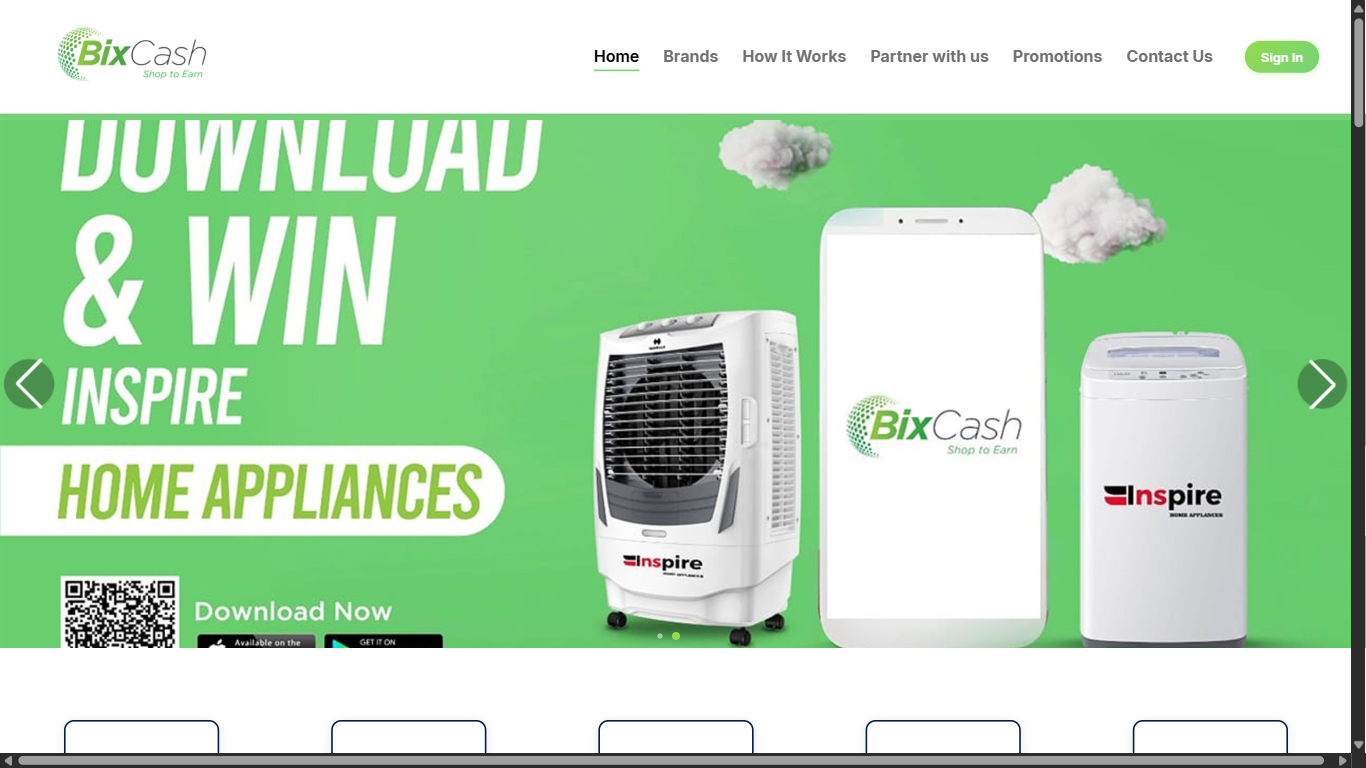 BixCash
Shop to Earn
Home
Brands
How It Works
Partner with us
Promotions
Contact Us
Sign In
DOWNLOAD
& WIN
INSPIRE
HOME APPLIANCES
Download Now
Available on the
GET IT ON
Inspire
HOME APPLIANCES
BixCash
Shop to Earn
Inspire
HOME APPLIANCES